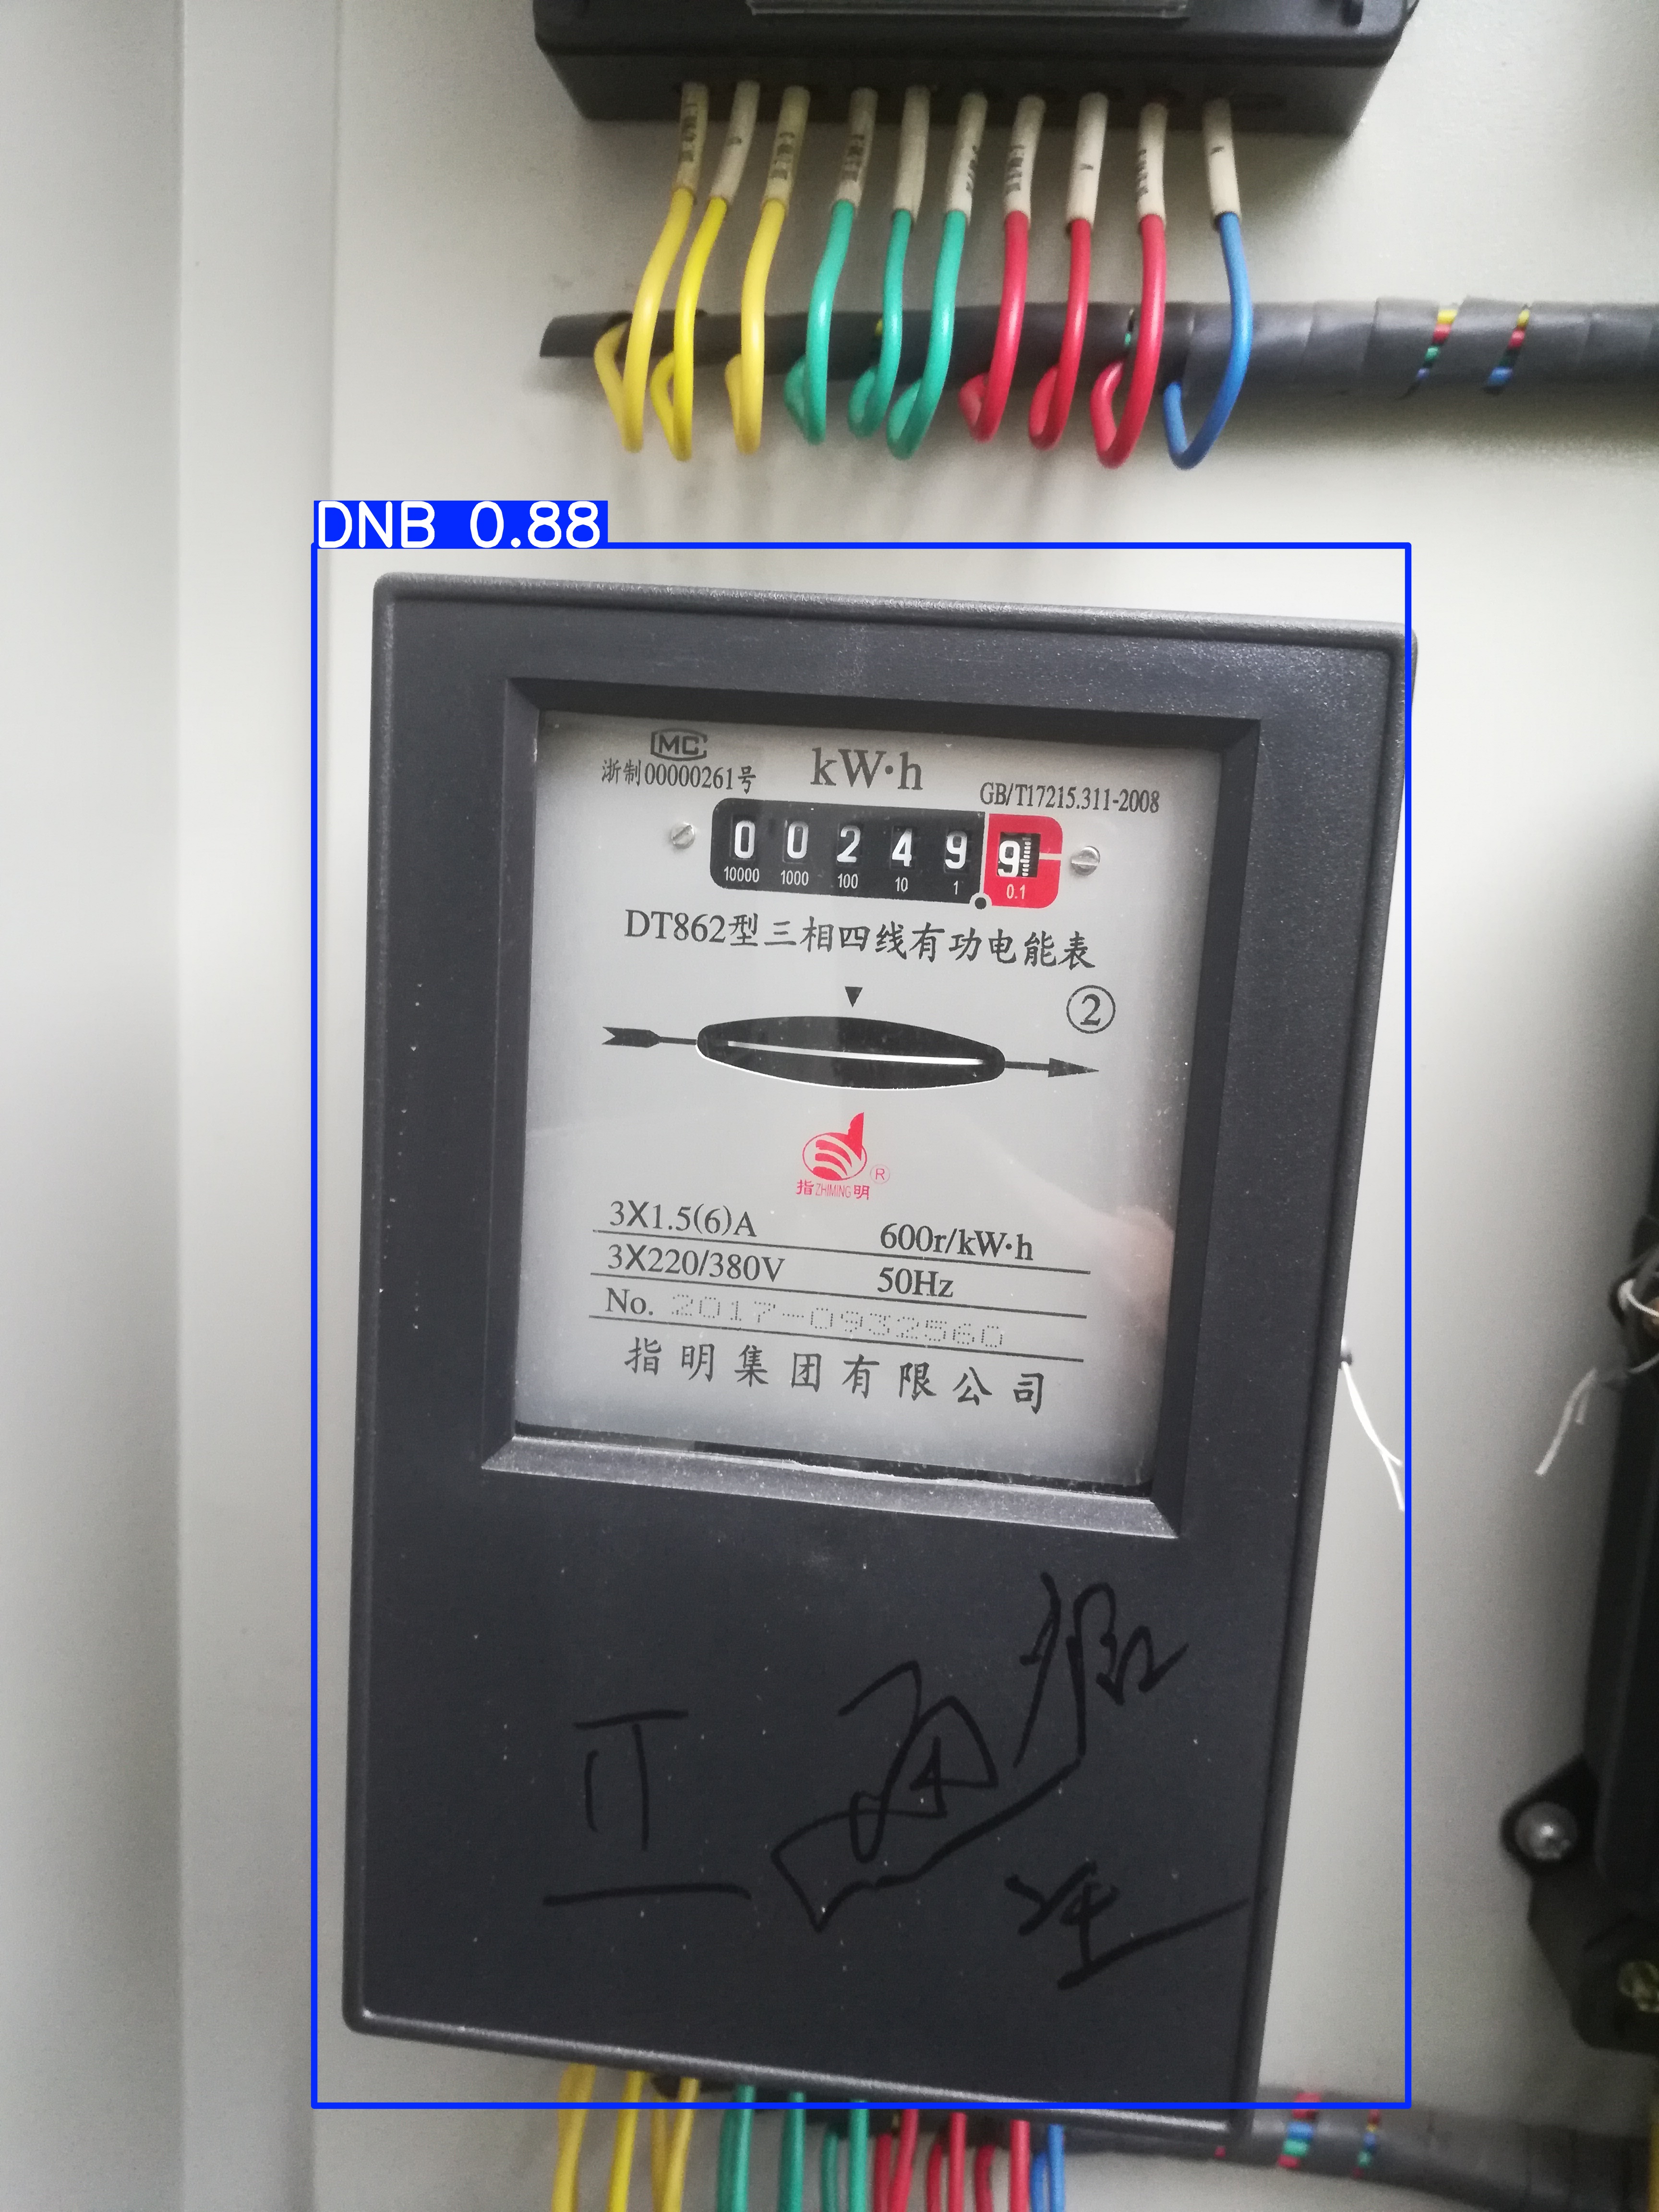 DNB 0.88
MC
浙制00000261号
kW·h
GB/T17215.311-2008
0 0 2 4 9 9
10000 1000 100 10 1 0.1
DT862型三相四线有功电能表
②
指ZHIMING明 ®
3X1.5(6)A 600r/kW·h
3X220/380V 50Hz
No. 2017-0932560
指明集团有限公司